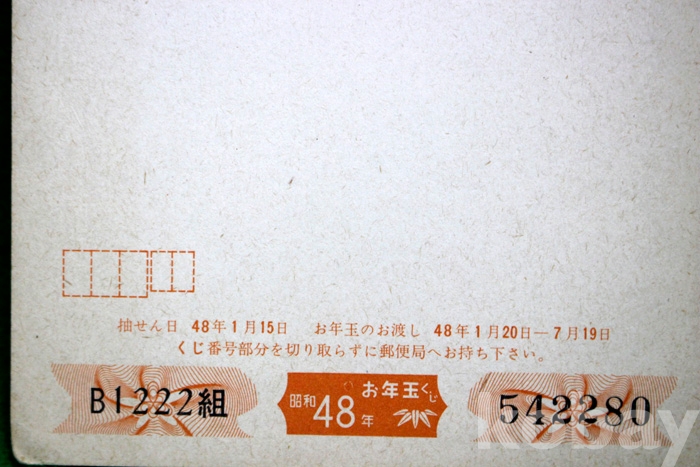 抽せん日 48年1月15日 お年玉のお渡し 48年1月20日—7月19日
くじ番号部分を切り取らずに郵便局へお持ち下さい。
B1222組 昭和48年 お年玉くじ 542280
Kobay